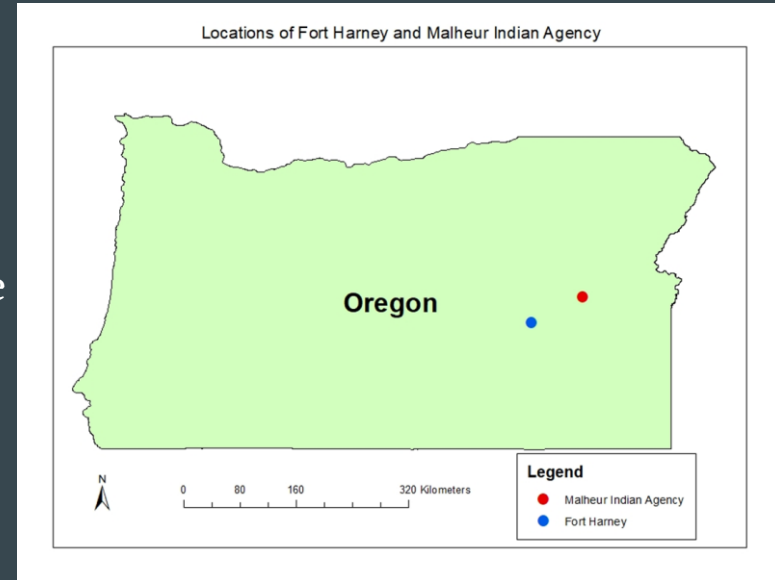 Locations of Fort Harney and Malheur Indian Agency
e
Oregon
N
0 80 160 320 Kilometers
Legend
Malheur Indian Agency
Fort Harney